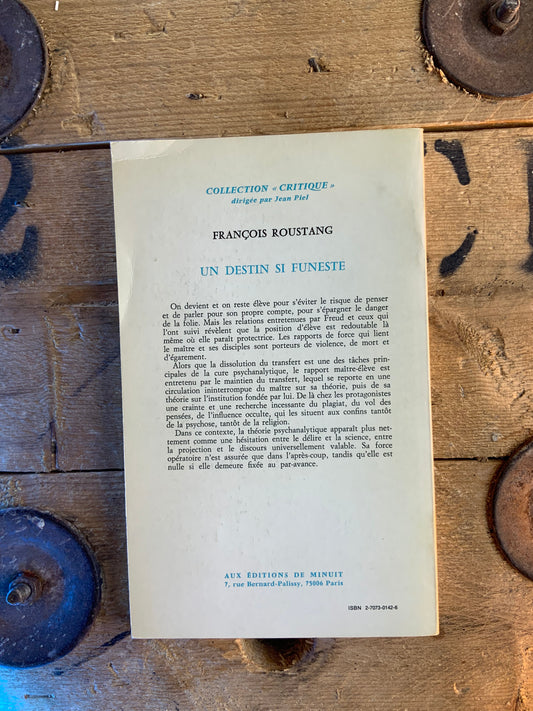 COLLECTION « CRITIQUE »
dirigée par Jean Piel
FRANÇOIS ROUSTANG
UN DESTIN SI FUNESTE
On devient et on reste élève pour s'éviter le risque de penser
et de parler pour son propre compte, pour s'épargner le danger
de la folie. Mais les relations entretenues par Freud et ceux qui
l'ont suivi révèlent que la position d'élève est redoutable là
même où elle paraît protectrice. Les rapports de force qui lient
le maître et ses disciples sont porteurs de violence, de mort et
d'égarement.
Alors que la dissolution du transfert est une des tâches prin-
cipales de la cure psychanalytique, le rapport maître-élève est
entretenu par le maintien du transfert, lequel se reporte en une
circulation ininterrompue du maître sur sa théorie, puis de sa
théorie sur l'institution fondée par lui. De là chez les protagonistes
une crainte et une recherche incessante du plagiat, du vol des
pensées, de l'influence occulte, qui les situent aux confins tantôt
de la psychose, tantôt de la religion.
Dans ce contexte, la théorie psychanalytique apparaît plus net-
tement comme une hésitation entre le délire et la science, entre
la projection et le discours universellement valable. Sa force
opératoire n'est assurée que dans l'après-coup, tandis qu'elle est
nulle si elle demeure fixée au par-avance.
AUX ÉDITIONS DE MINUIT
7, rue Bernard-Palissy, 75006 Paris
ISBN 2-7073-0142-6